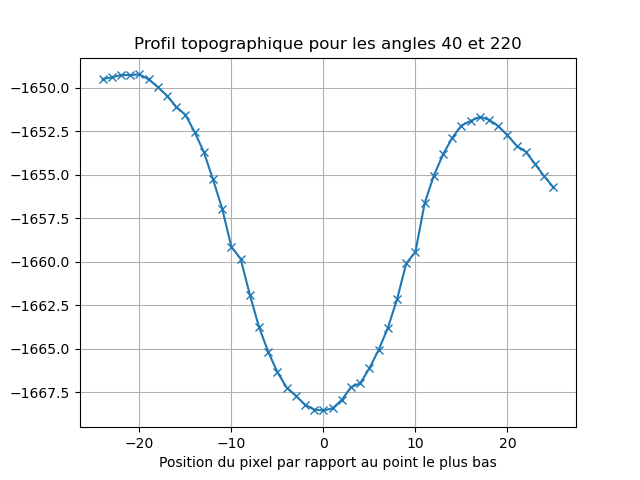 Profil topographique pour les angles 40 et 220
−1650.0
−1652.5
−1655.0
−1657.5
−1660.0
−1662.5
−1665.0
−1667.5
−20 −10 0 10 20
Position du pixel par rapport au point le plus bas